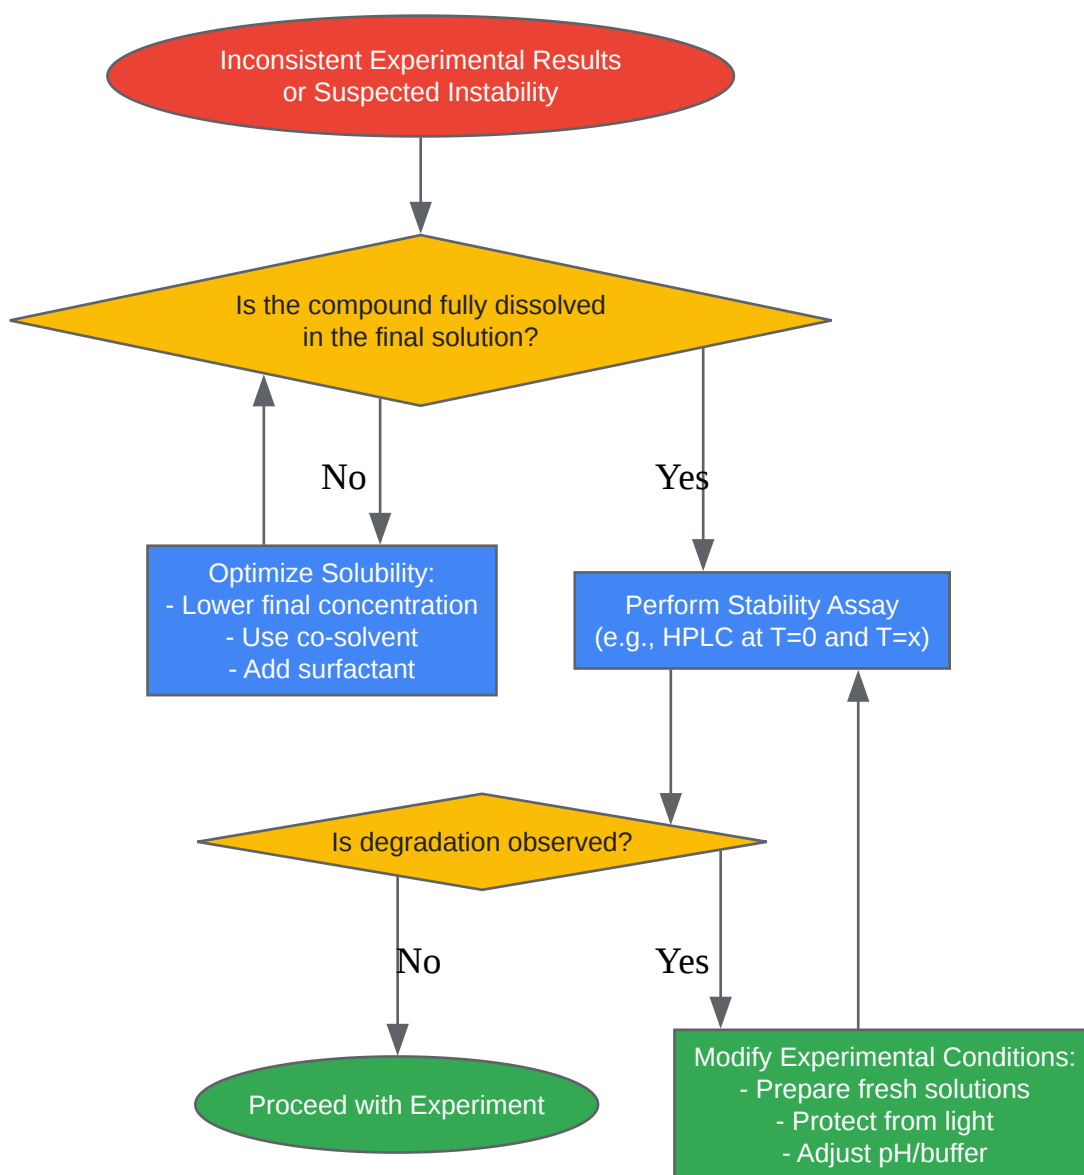 Inconsistent Experimental Results
or Suspected Instability
Is the compound fully dissolved
in the final solution?
No
Yes
Optimize Solubility:
- Lower final concentration
- Use co-solvent
- Add surfactant
Perform Stability Assay
(e.g., HPLC at T=0 and T=x)
Is degradation observed?
No
Yes
Proceed with Experiment
Modify Experimental Conditions:
- Prepare fresh solutions
- Protect from light
- Adjust pH/buffer